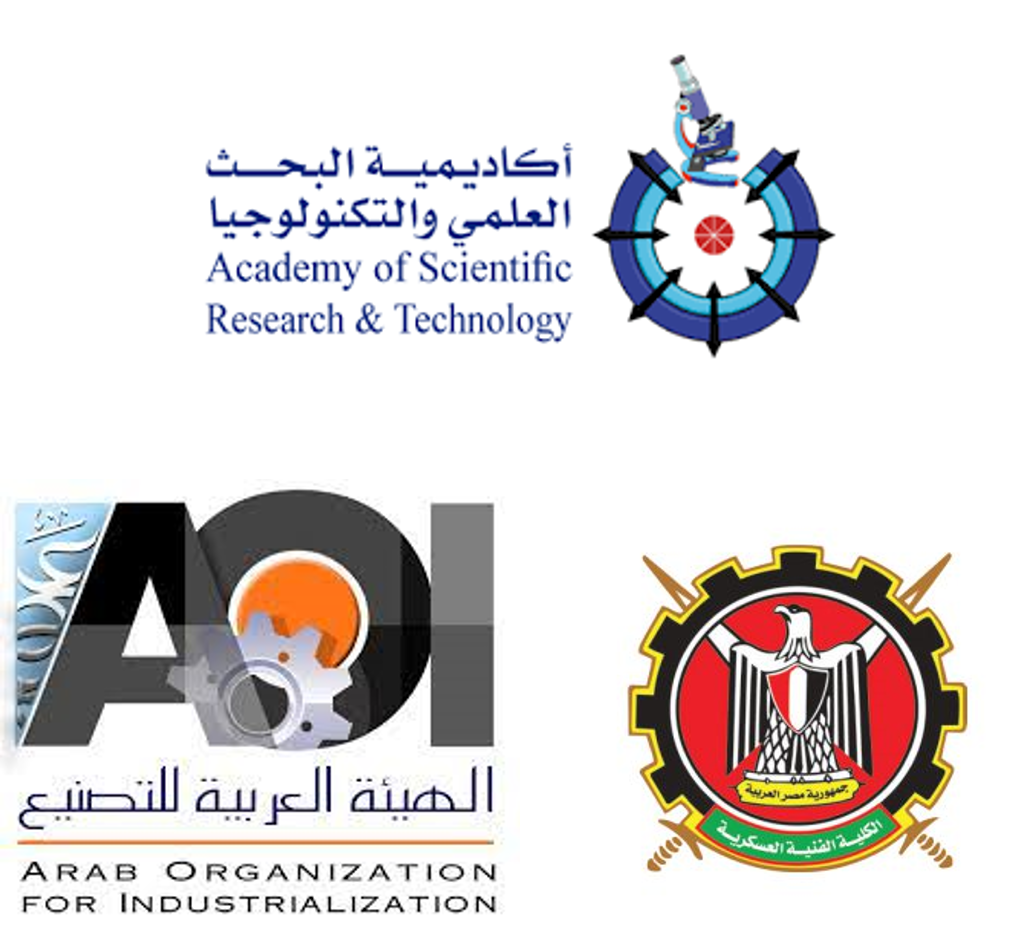 أكاديمية البحث
العلمي والتكنولوجيا
Academy of Scientific
Research & Technology
AOI
الهيئة العربية للتصنيع
ARAB ORGANIZATION
FOR INDUSTRIALIZATION
جمهورية مصر العربية
الكلية الفنية العسكرية